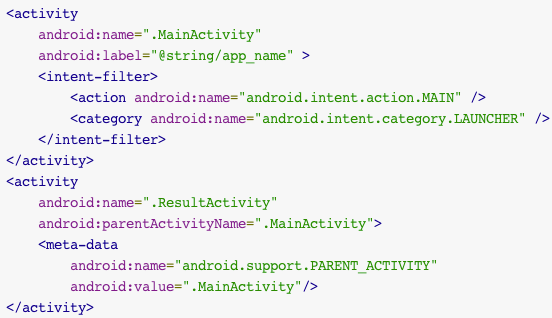 <activity
    android:name=".MainActivity"
    android:label="@string/app_name" >
    <intent-filter>
        <action android:name="android.intent.action.MAIN" />
        <category android:name="android.intent.category.LAUNCHER" />
    </intent-filter>
</activity>
<activity
    android:name=".ResultActivity"
    android:parentActivityName=".MainActivity">
    <meta-data
        android:name="android.support.PARENT_ACTIVITY"
        android:value=".MainActivity"/>
</activity>